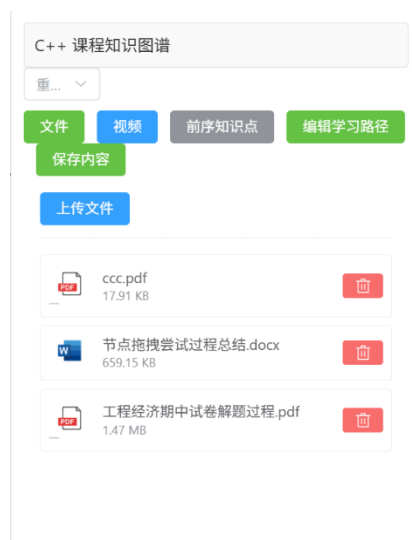 C++ 课程知识图谱
重...
文件 视频 前序知识点 编辑学习路径
保存内容
上传文件
ccc.pdf
17.91 KB
节点拖拽尝试过程总结.docx
659.15 KB
工程经济期中试卷解题过程.pdf
1.47 MB